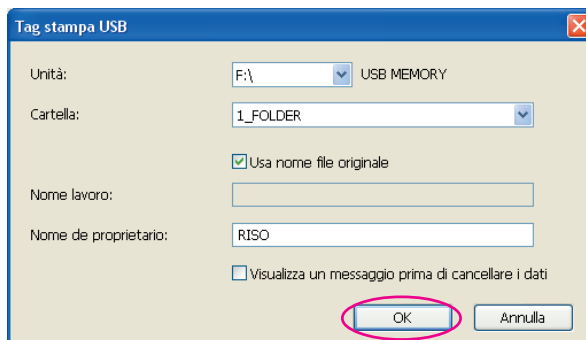 Tag stampa USB
Unità: F:\ USB MEMORY
Cartella: 1_FOLDER
Usa nome file originale
Nome lavoro:
Nome de proprietario: RISO
Visualizza un messaggio prima di cancellare i dati
OK Annulla